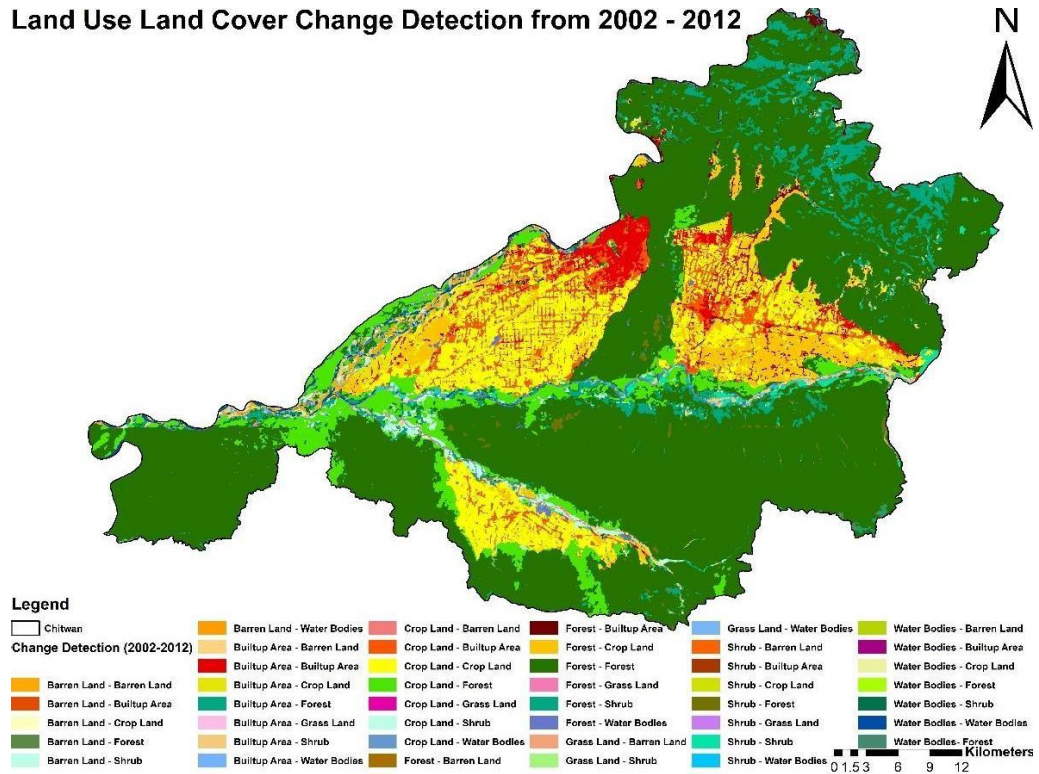 Land Use Land Cover Change Detection from 2002 - 2012
N
Legend
Chitwan
Change Detection (2002-2012)
Barren Land - Barren Land
Barren Land - Builtup Area
Barren Land - Crop Land
Barren Land - Forest
Barren Land - Shrub
Barren Land - Water Bodies
Builtup Area - Barren Land
Builtup Area - Builtup Area
Builtup Area - Crop Land
Builtup Area - Forest
Builtup Area - Grass Land
Builtup Area - Shrub
Builtup Area - Water Bodies
Crop Land - Barren Land
Crop Land - Builtup Area
Crop Land - Crop Land
Crop Land - Forest
Crop Land - Grass Land
Crop Land - Shrub
Crop Land - Water Bodies
Forest - Barren Land
Forest - Builtup Area
Forest - Crop Land
Forest - Forest
Forest - Grass Land
Forest - Shrub
Forest - Water Bodies
Grass Land - Barren Land
Grass Land - Shrub
Grass Land - Water Bodies
Shrub - Barren Land
Shrub - Builtup Area
Shrub - Crop Land
Shrub - Forest
Shrub - Grass Land
Shrub - Shrub
Shrub - Water Bodies
Water Bodies - Barren Land
Water Bodies - Builtup Area
Water Bodies - Crop Land
Water Bodies - Forest
Water Bodies - Shrub
Water Bodies - Water Bodies
Water Bodies- Forest
Kilometers
0 1.5 3 6 9 12